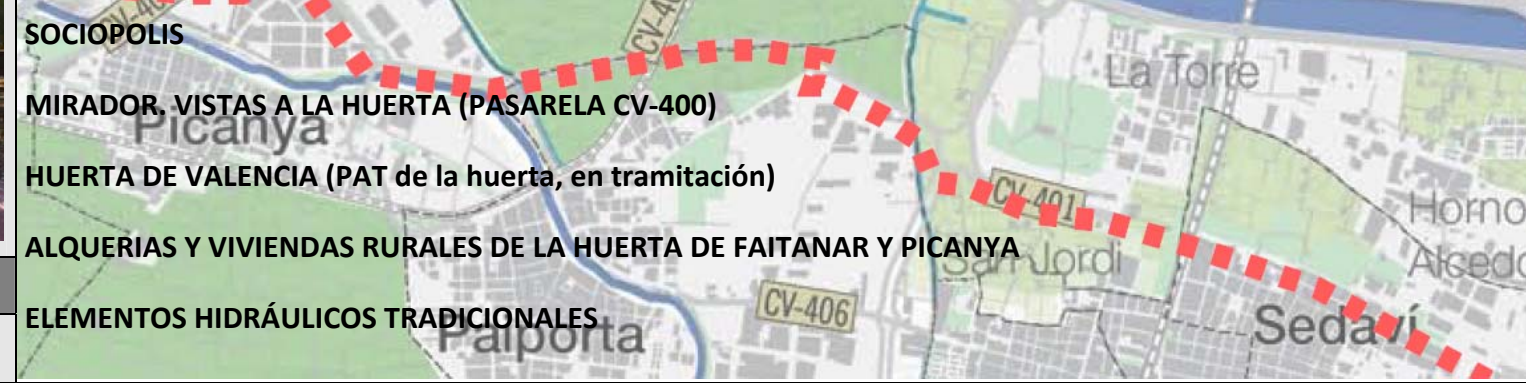 SOCIOPOLIS
MIRADOR. VISTAS A LA HUERTA (PASARELA CV-400)
HUERTA DE VALENCIA (PAT de la huerta, en tramitación)
ALQUERIAS Y VIVIENDAS RURALES DE LA HUERTA DE FAITANAR Y PICANYA
ELEMENTOS HIDRÁULICOS TRADICIONALES
La Torre
Picanya
CV-401
Horno
Alcedo
San Jordi
CV-406
Sedaví
Paiporta